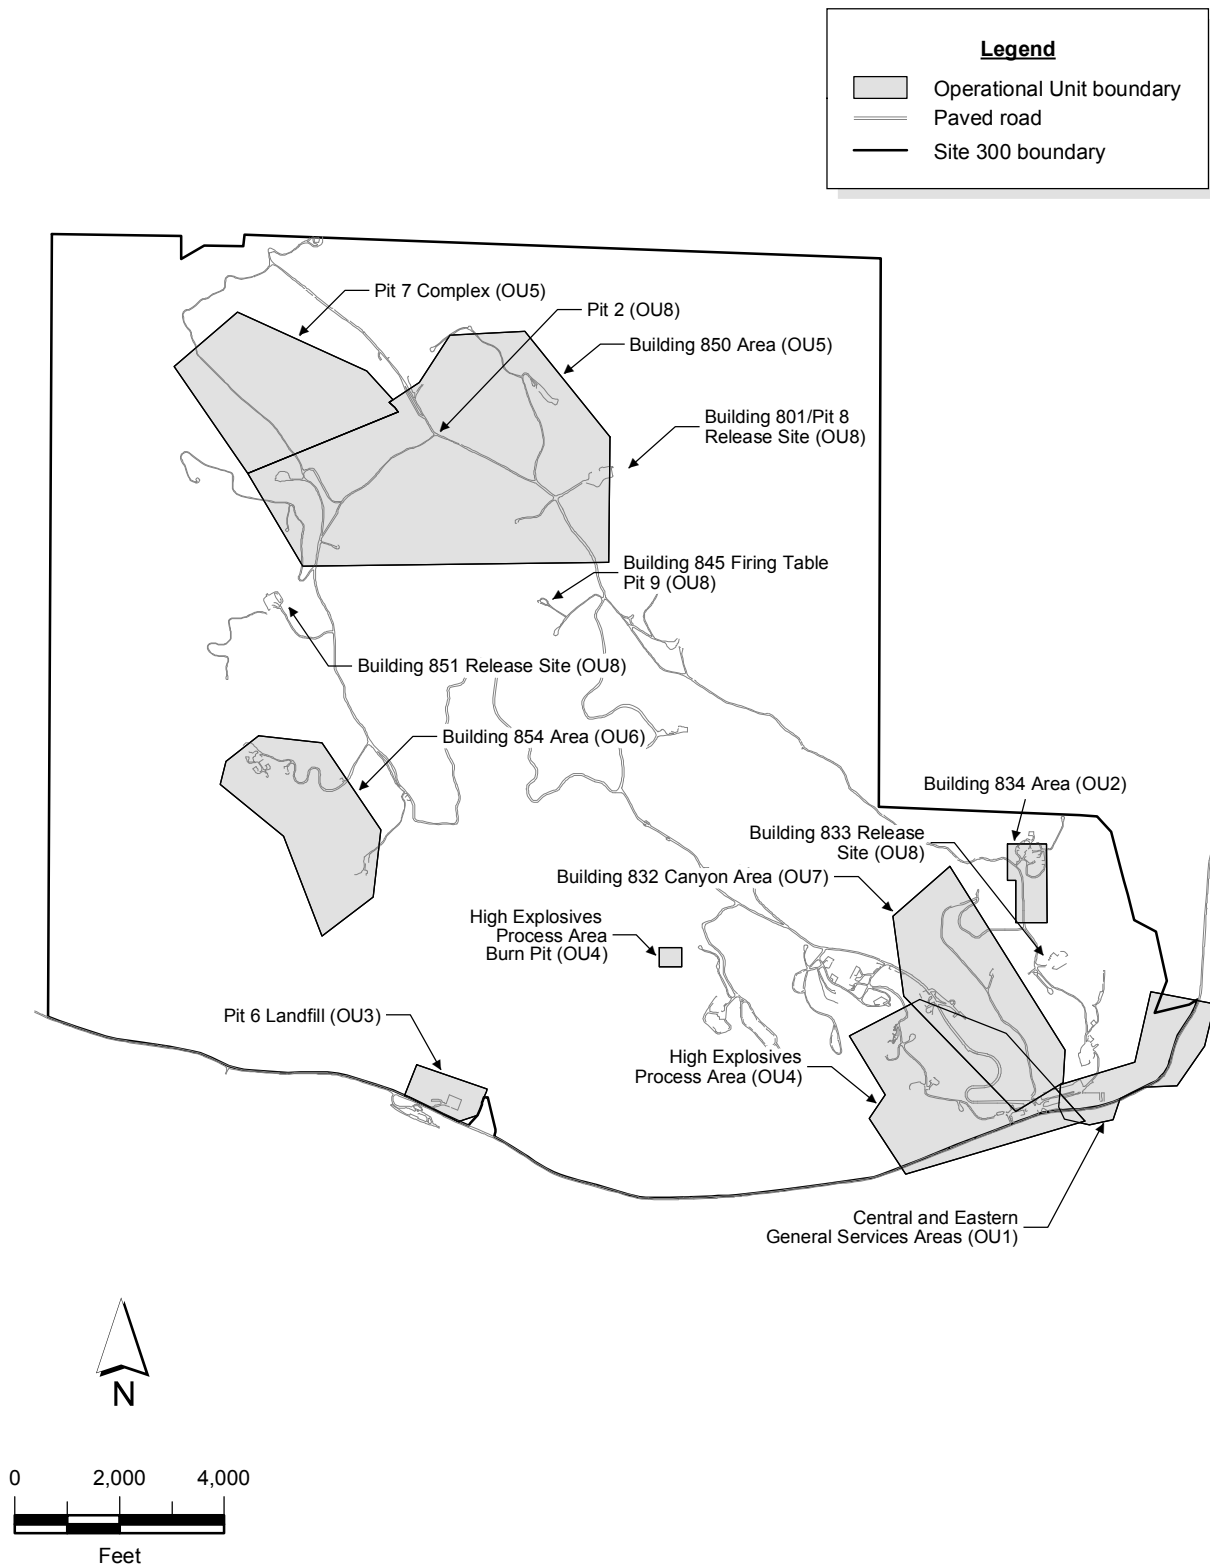 Legend
Operational Unit boundary
Paved road
Site 300 boundary
Pit 7 Complex (OU5)
Pit 2 (OU8)
Building 850 Area (OU5)
Building 801/Pit 8
Release Site (OU8)
Building 845 Firing Table
Pit 9 (OU8)
Building 851 Release Site (OU8)
Building 854 Area (OU6)
Building 834 Area (OU2)
Building 833 Release
Site (OU8)
Building 832 Canyon Area (OU7)
High Explosives
Process Area
Burn Pit (OU4)
Pit 6 Landfill (OU3)
High Explosives
Process Area (OU4)
Central and Eastern
General Services Areas (OU1)
N
0 2,000 4,000
Feet